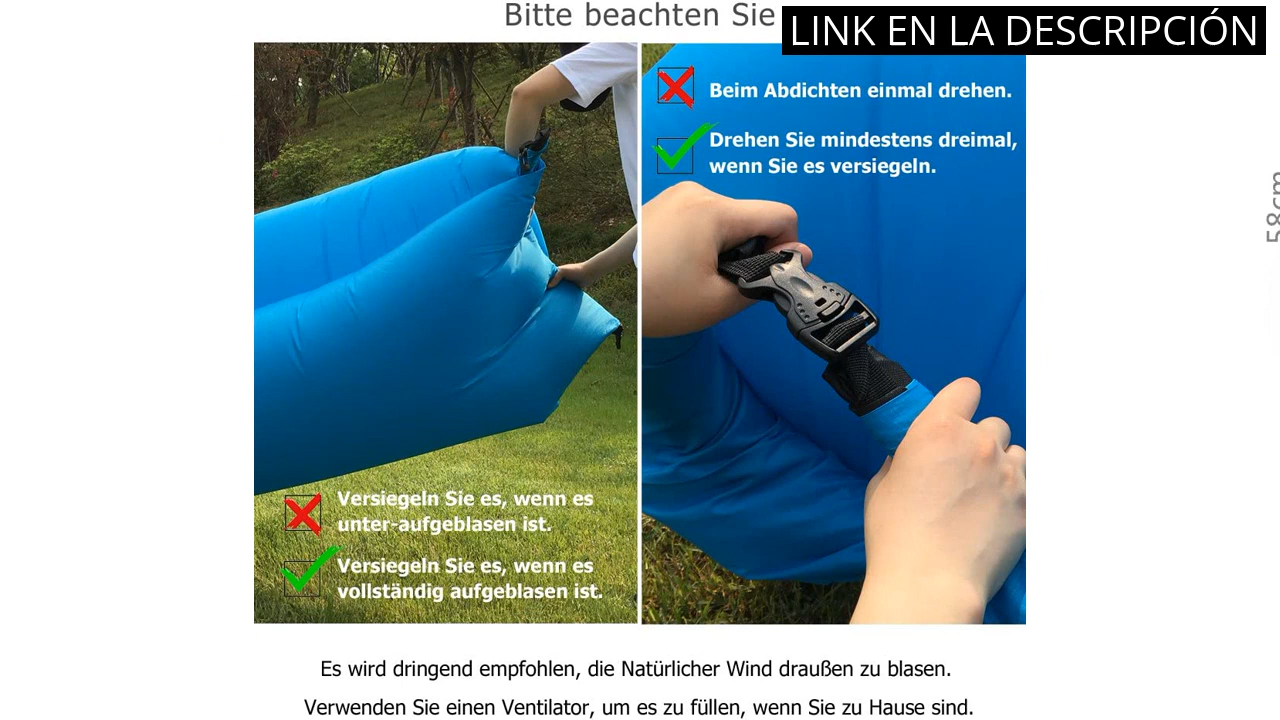 Bitte beachten Sie
LINK EN LA DESCRIPCIÓN
Beim Abdichten einmal drehen.
Drehen Sie mindestens dreimal,
wenn Sie es versiegeln.
58cm
Versiegeln Sie es, wenn es
unter-aufgeblasen ist.
Versiegeln Sie es, wenn es
vollständig aufgeblasen ist.
Es wird dringend empfohlen, die Natürlicher Wind draußen zu blasen.
Verwenden Sie einen Ventilator, um es zu füllen, wenn Sie zu Hause sind.